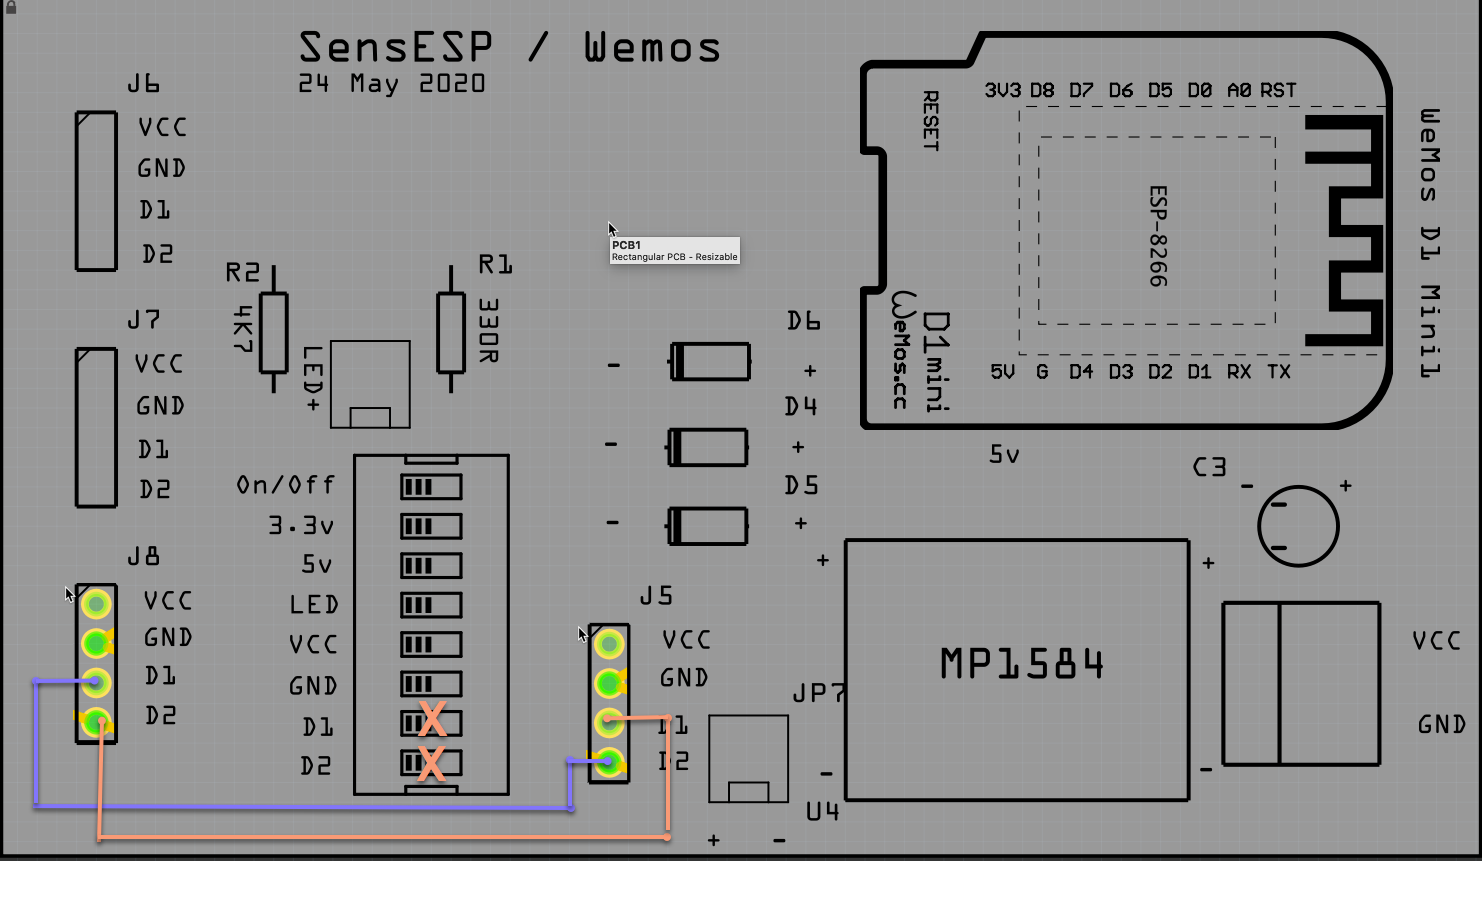 SensESP / Wemos
24 May 2020
J6
VCC
GND
D1
D2
J7
VCC
GND
D1
D2
J8
VCC
GND
D1
D2
R2
4K7
R1
330R
LED+
On/Off
3.3v
5v
LED
VCC
GND
D1
X
D2
X
PCB1
Rectangular PCB - Resizable
D6
-
+
D4
-
+
D5
-
+
J5
VCC
GND
D1
D2
JP7
U4
+
-
+
-
MP1584
+
-
3V3 D8 D7 D6 D5 D0 A0 RST
RESET
ESP-8266
WeMos.cc
D1mini
5V G D4 D3 D2 D1 RX TX
WeMos D1 Mini1
5v
C3
-
+
VCC
GND